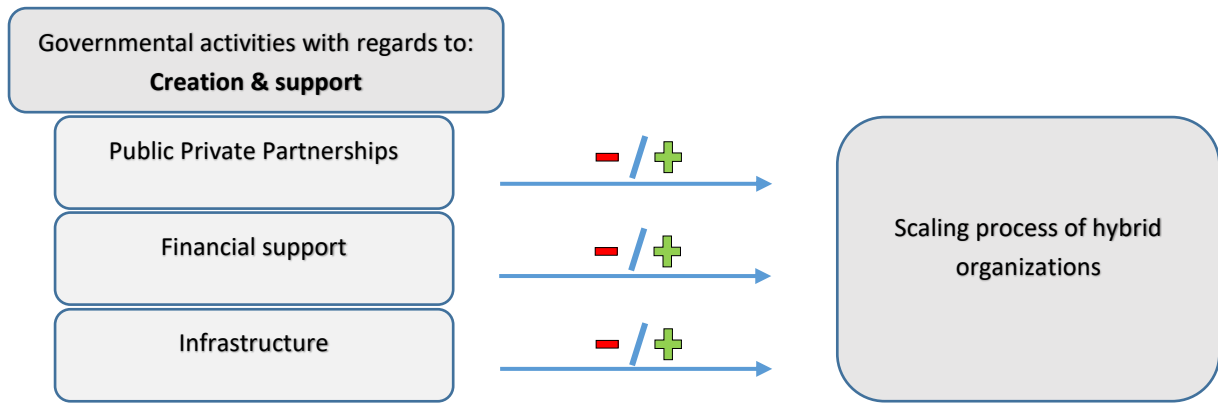 Governmental activities with regards to:
Creation & support
Public Private Partnerships
Financial support
Infrastructure
- / +
- / +
- / +
Scaling process of hybrid
organizations